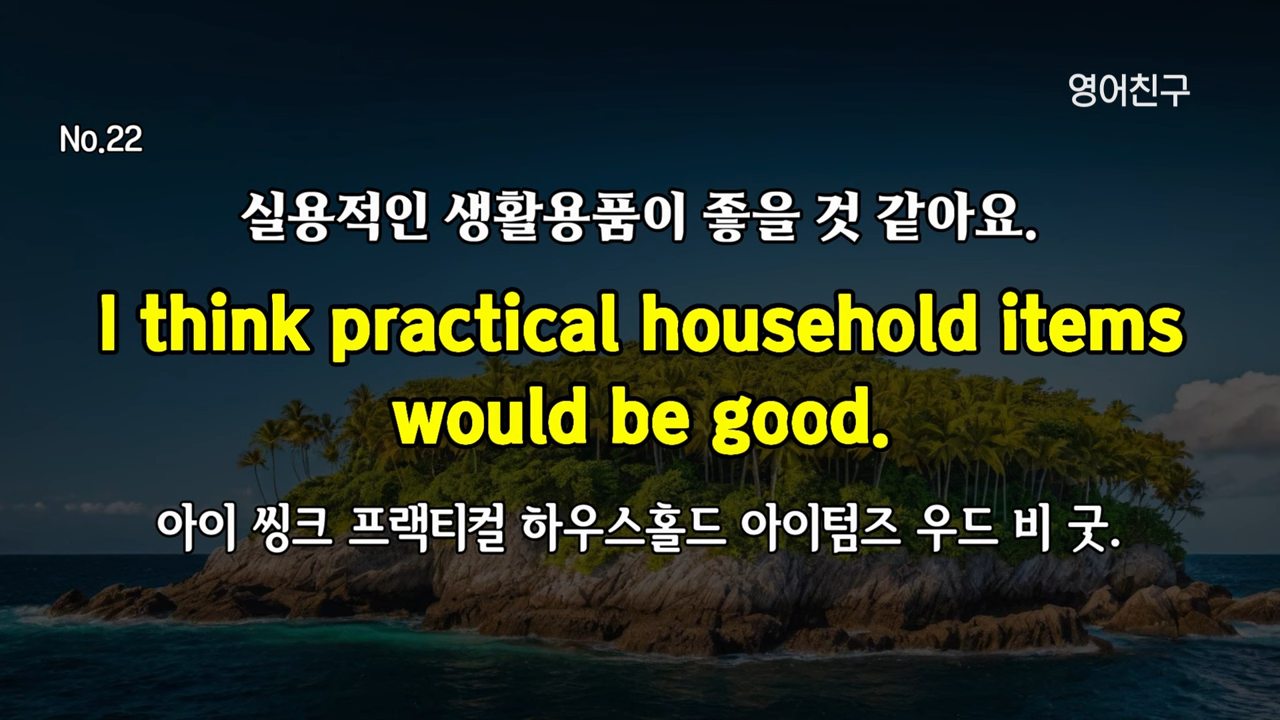 영어친구
No.22
실용적인 생활용품이 좋을 것 같아요.
I think practical household items
would be good.
아이 씽크 프랙티컬 하우스홀드 아이텀즈 우드 비 굿.